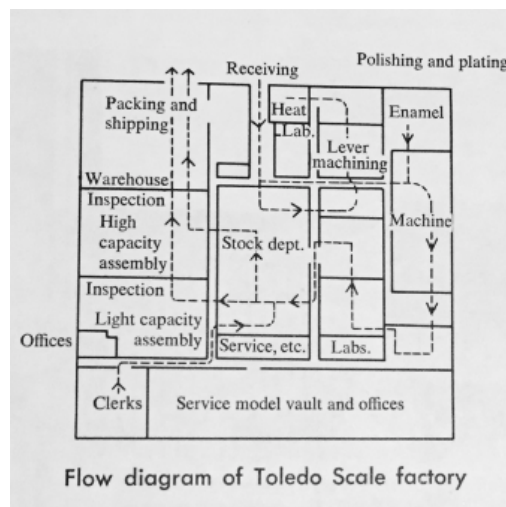 Receiving
Polishing and plating
Packing and
shipping
Heat
Lab.
Enamel
Lever
machining
Warehouse
Inspection
High
capacity
assembly
Stock dept.
Machine
Inspection
Light capacity
assembly
Offices
Service, etc.
Labs.
Clerks
Service model vault and offices
Flow diagram of Toledo Scale factory